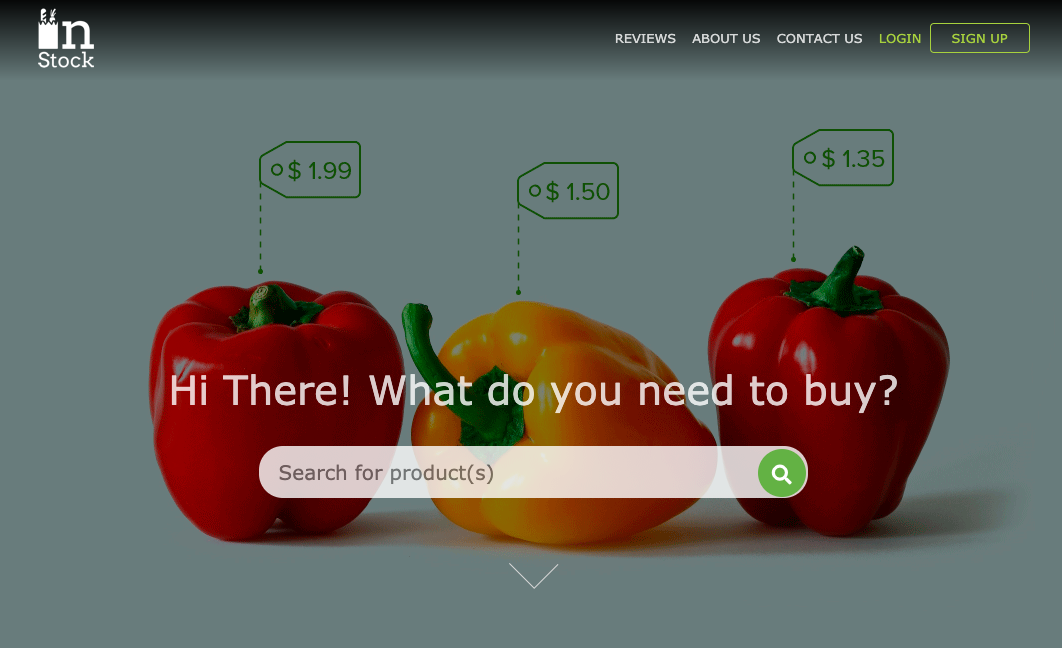 In
Stock
REVIEWS ABOUT US CONTACT US LOGIN SIGN UP
$ 1.99
$ 1.50
$ 1.35
Hi There! What do you need to buy?
Search for product(s)